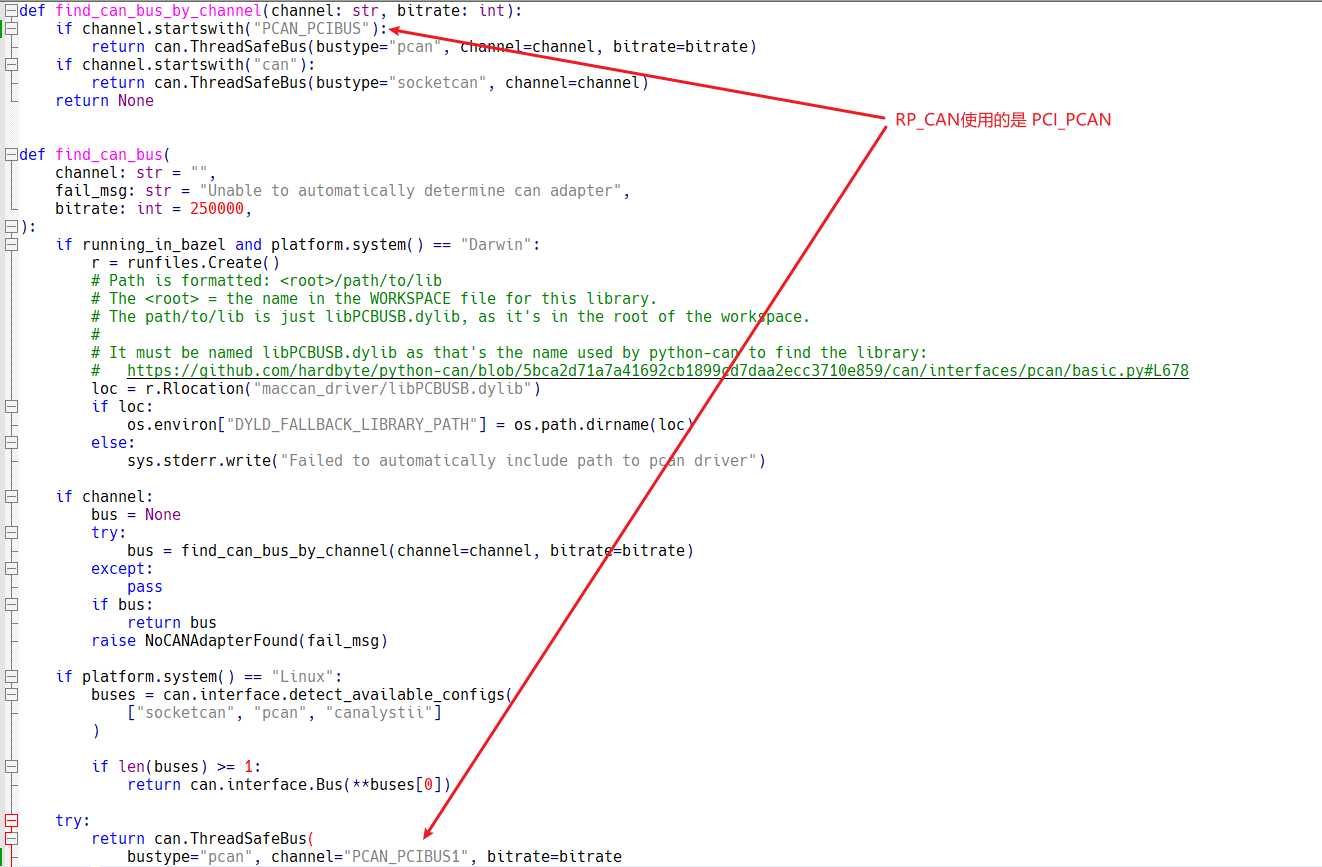 def find_can_bus_by_channel(channel: str, bitrate: int):
    if channel.startswith("PCAN_PCIBUS"):
        return can.ThreadSafeBus(bustype="pcan", channel=channel, bitrate=bitrate)
    if channel.startswith("can"):
        return can.ThreadSafeBus(bustype="socketcan", channel=channel)
    return None
RP_CAN使用的是 PCI_PCAN
def find_can_bus(
    channel: str = "",
    fail_msg: str = "Unable to automatically determine can adapter",
    bitrate: int = 250000,
):
    if running_in_bazel and platform.system() == "Darwin":
        r = runfiles.Create()
        # Path is formatted: <root>/path/to/lib
        # The <root> = the name in the WORKSPACE file for this library.
        # The path/to/lib is just libPCBUSB.dylib, as it's in the root of the workspace.
        #
        # It must be named libPCBUSB.dylib as that's the name used by python-can to find the library:
        #   https://github.com/hardbyte/python-can/blob/5bca2d71a7a41692cb1899cd7daa2ecc3710e859/can/interfaces/pcan/basic.py#L678
        loc = r.Rlocation("maccan_driver/libPCBUSB.dylib")
        if loc:
            os.environ["DYLD_FALLBACK_LIBRARY_PATH"] = os.path.dirname(loc)
        else:
            sys.stderr.write("Failed to automatically include path to pcan driver")
    if channel:
        bus = None
        try:
            bus = find_can_bus_by_channel(channel=channel, bitrate=bitrate)
        except:
            pass
        if bus:
            return bus
        raise NoCANAdapterFound(fail_msg)
    if platform.system() == "Linux":
        buses = can.interface.detect_available_configs(
            ["socketcan", "pcan", "canalystii"]
        )
        if len(buses) >= 1:
            return can.interface.Bus(**buses[0])
    try:
        return can.ThreadSafeBus(
            bustype="pcan", channel="PCAN_PCIBUS1", bitrate=bitrate